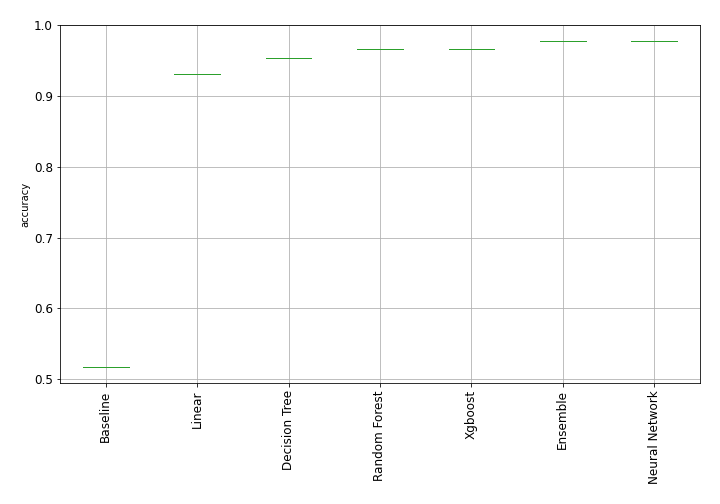 1.0
0.9
0.8
0.7
0.6
0.5
accuracy
Baseline
Linear
Decision Tree
Random Forest
Xgboost
Ensemble
Neural Network